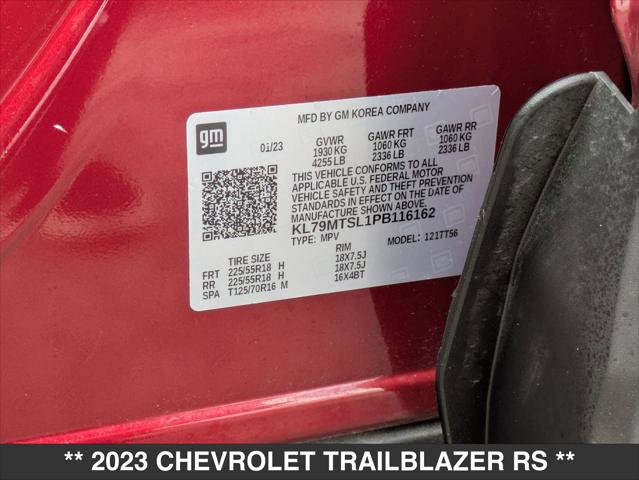 MFD BY GM KOREA COMPANY
gm
01/23 GVWR GAWR FRT GAWR RR
1930 KG 1060 KG 1060 KG
4255 LB 2336 LB 2336 LB
THIS VEHICLE CONFORMS TO ALL
APPLICABLE U.S. FEDERAL MOTOR
VEHICLE SAFETY AND THEFT PREVENTION
STANDARDS IN EFFECT ON THE DATE OF
MANUFACTURE SHOWN ABOVE.
KL79MTSL1PB116162
TYPE: MPV MODEL: 121TT56
TIRE SIZE RIM
FRT 225/55R18 H 18X7.5J
RR 225/55R18 H 18X7.5J
SPA T125/70R16 M 16X4BT
** 2023 CHEVROLET TRAILBLAZER RS **